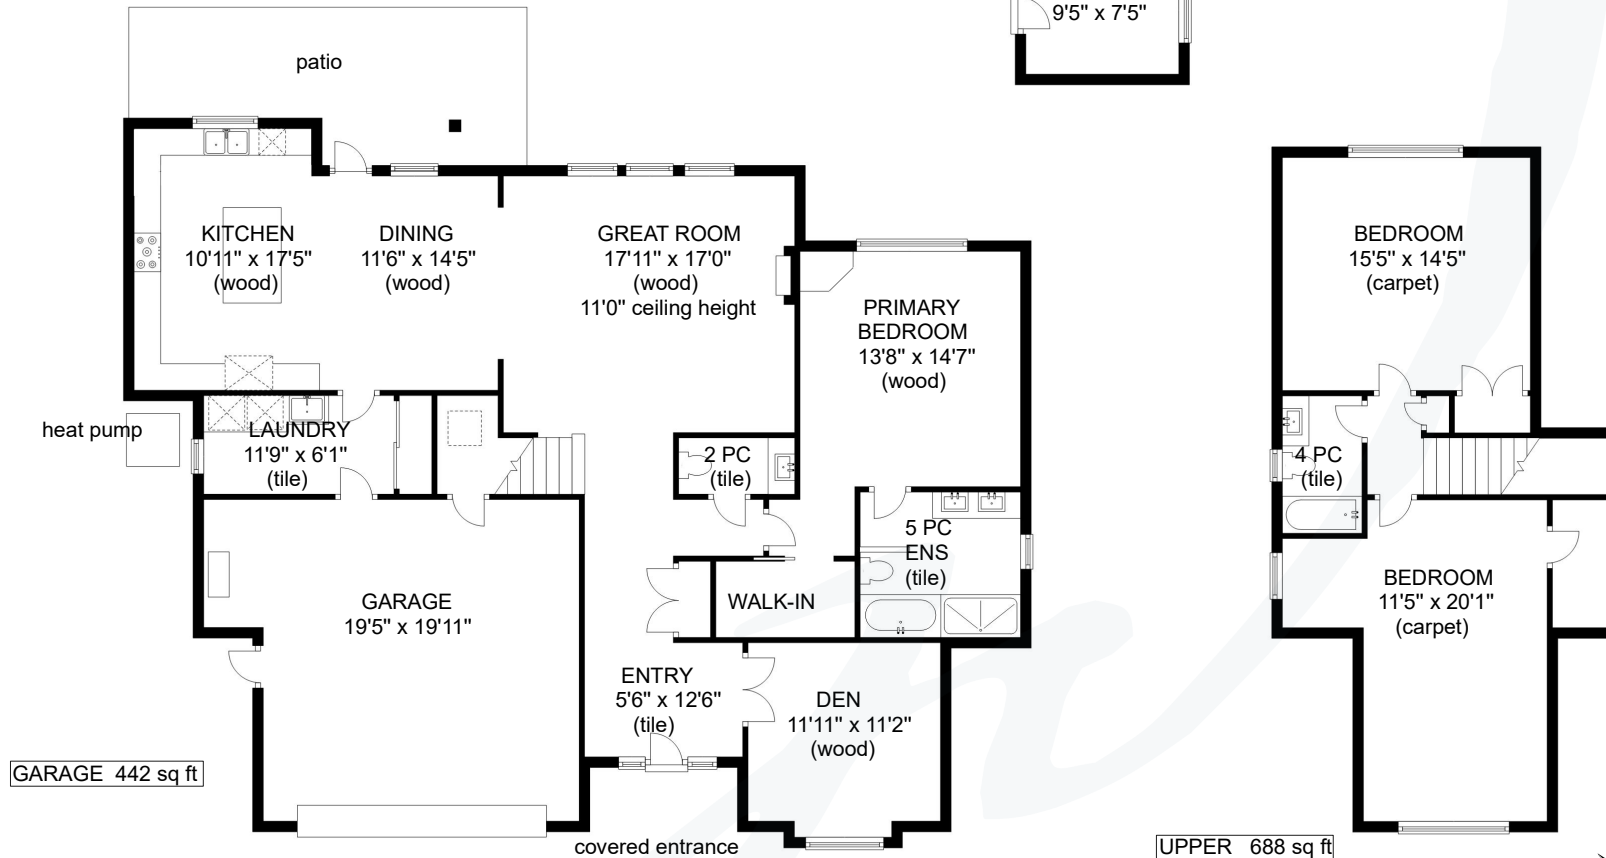 9'5" x 7'5"
patio
KITCHEN
10'11" x 17'5"
(wood)
DINING
11'6" x 14'5"
(wood)
GREAT ROOM
17'11" x 17'0"
(wood)
11'0" ceiling height
PRIMARY
BEDROOM
13'8" x 14'7"
(wood)
BEDROOM
15'5" x 14'5"
(carpet)
heat pump
LAUNDRY
11'9" x 6'1"
(tile)
2 PC
(tile)
4 PC
(tile)
5 PC
ENS
(tile)
WALK-IN
GARAGE
19'5" x 19'11"
BEDROOM
11'5" x 20'1"
(carpet)
ENTRY
5'6" x 12'6"
(tile)
DEN
11'11" x 11'2"
(wood)
GARAGE 442 sq ft
covered entrance
UPPER 688 sq ft